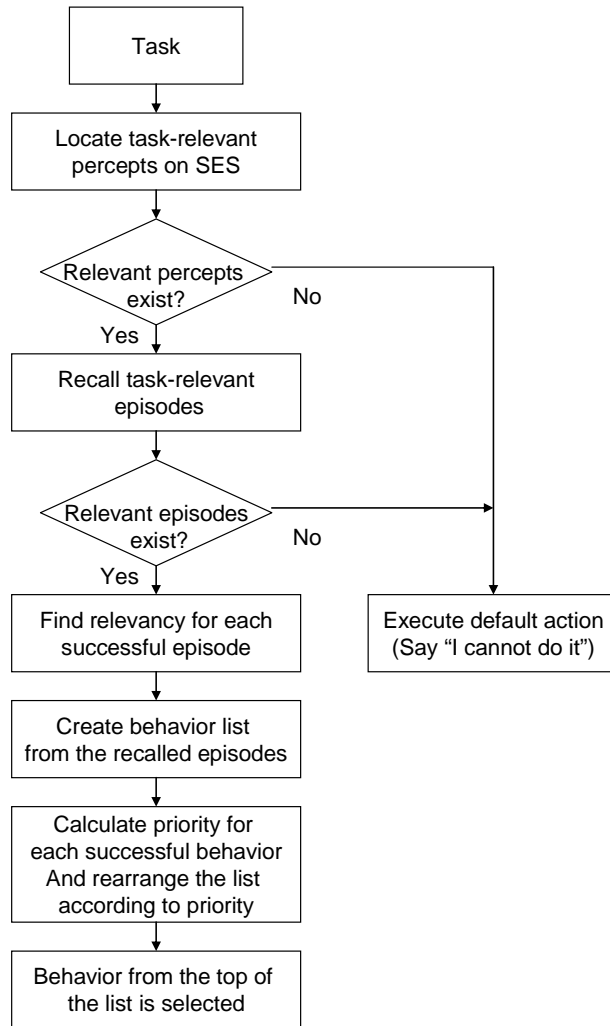 Task
Locate task-relevant
percepts on SES
Relevant percepts
exist?
No
Yes
Recall task-relevant
episodes
Relevant episodes
exist?
No
Yes
Find relevancy for each
successful episode
Execute default action
(Say “I cannot do it”)
Create behavior list
from the recalled episodes
Calculate priority for
each successful behavior
And rearrange the list
according to priority
Behavior from the top of
the list is selected